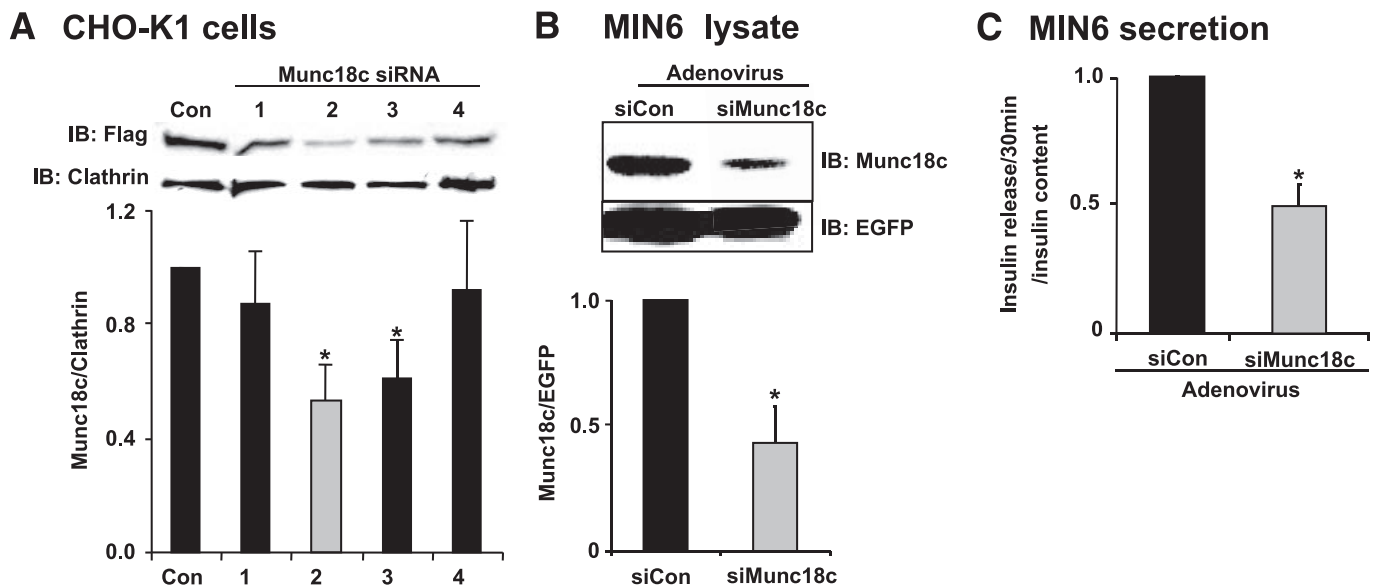 A CHO-K1 cells
Munc18c siRNA
Con 1 2 3 4
IB: Flag
IB: Clathrin
1.2
0.8
0.4
0.0
Munc18c/Clathrin
* *
Con 1 2 3 4
B MIN6 lysate
Adenovirus
siCon siMunc18c
IB: Munc18c
IB: EGFP
1.0
0.5
0
Munc18c/EGFP
*
siCon siMunc18c
C MIN6 secretion
1.0
0.5
0
Insulin release/30min
/insulin content
*
siCon siMunc18c
Adenovirus